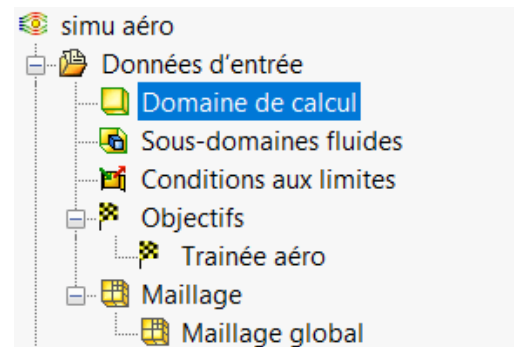 simu aéro
Données d'entrée
Domaine de calcul
Sous-domaines fluides
Conditions aux limites
Objectifs
Trainée aéro
Maillage
Maillage global